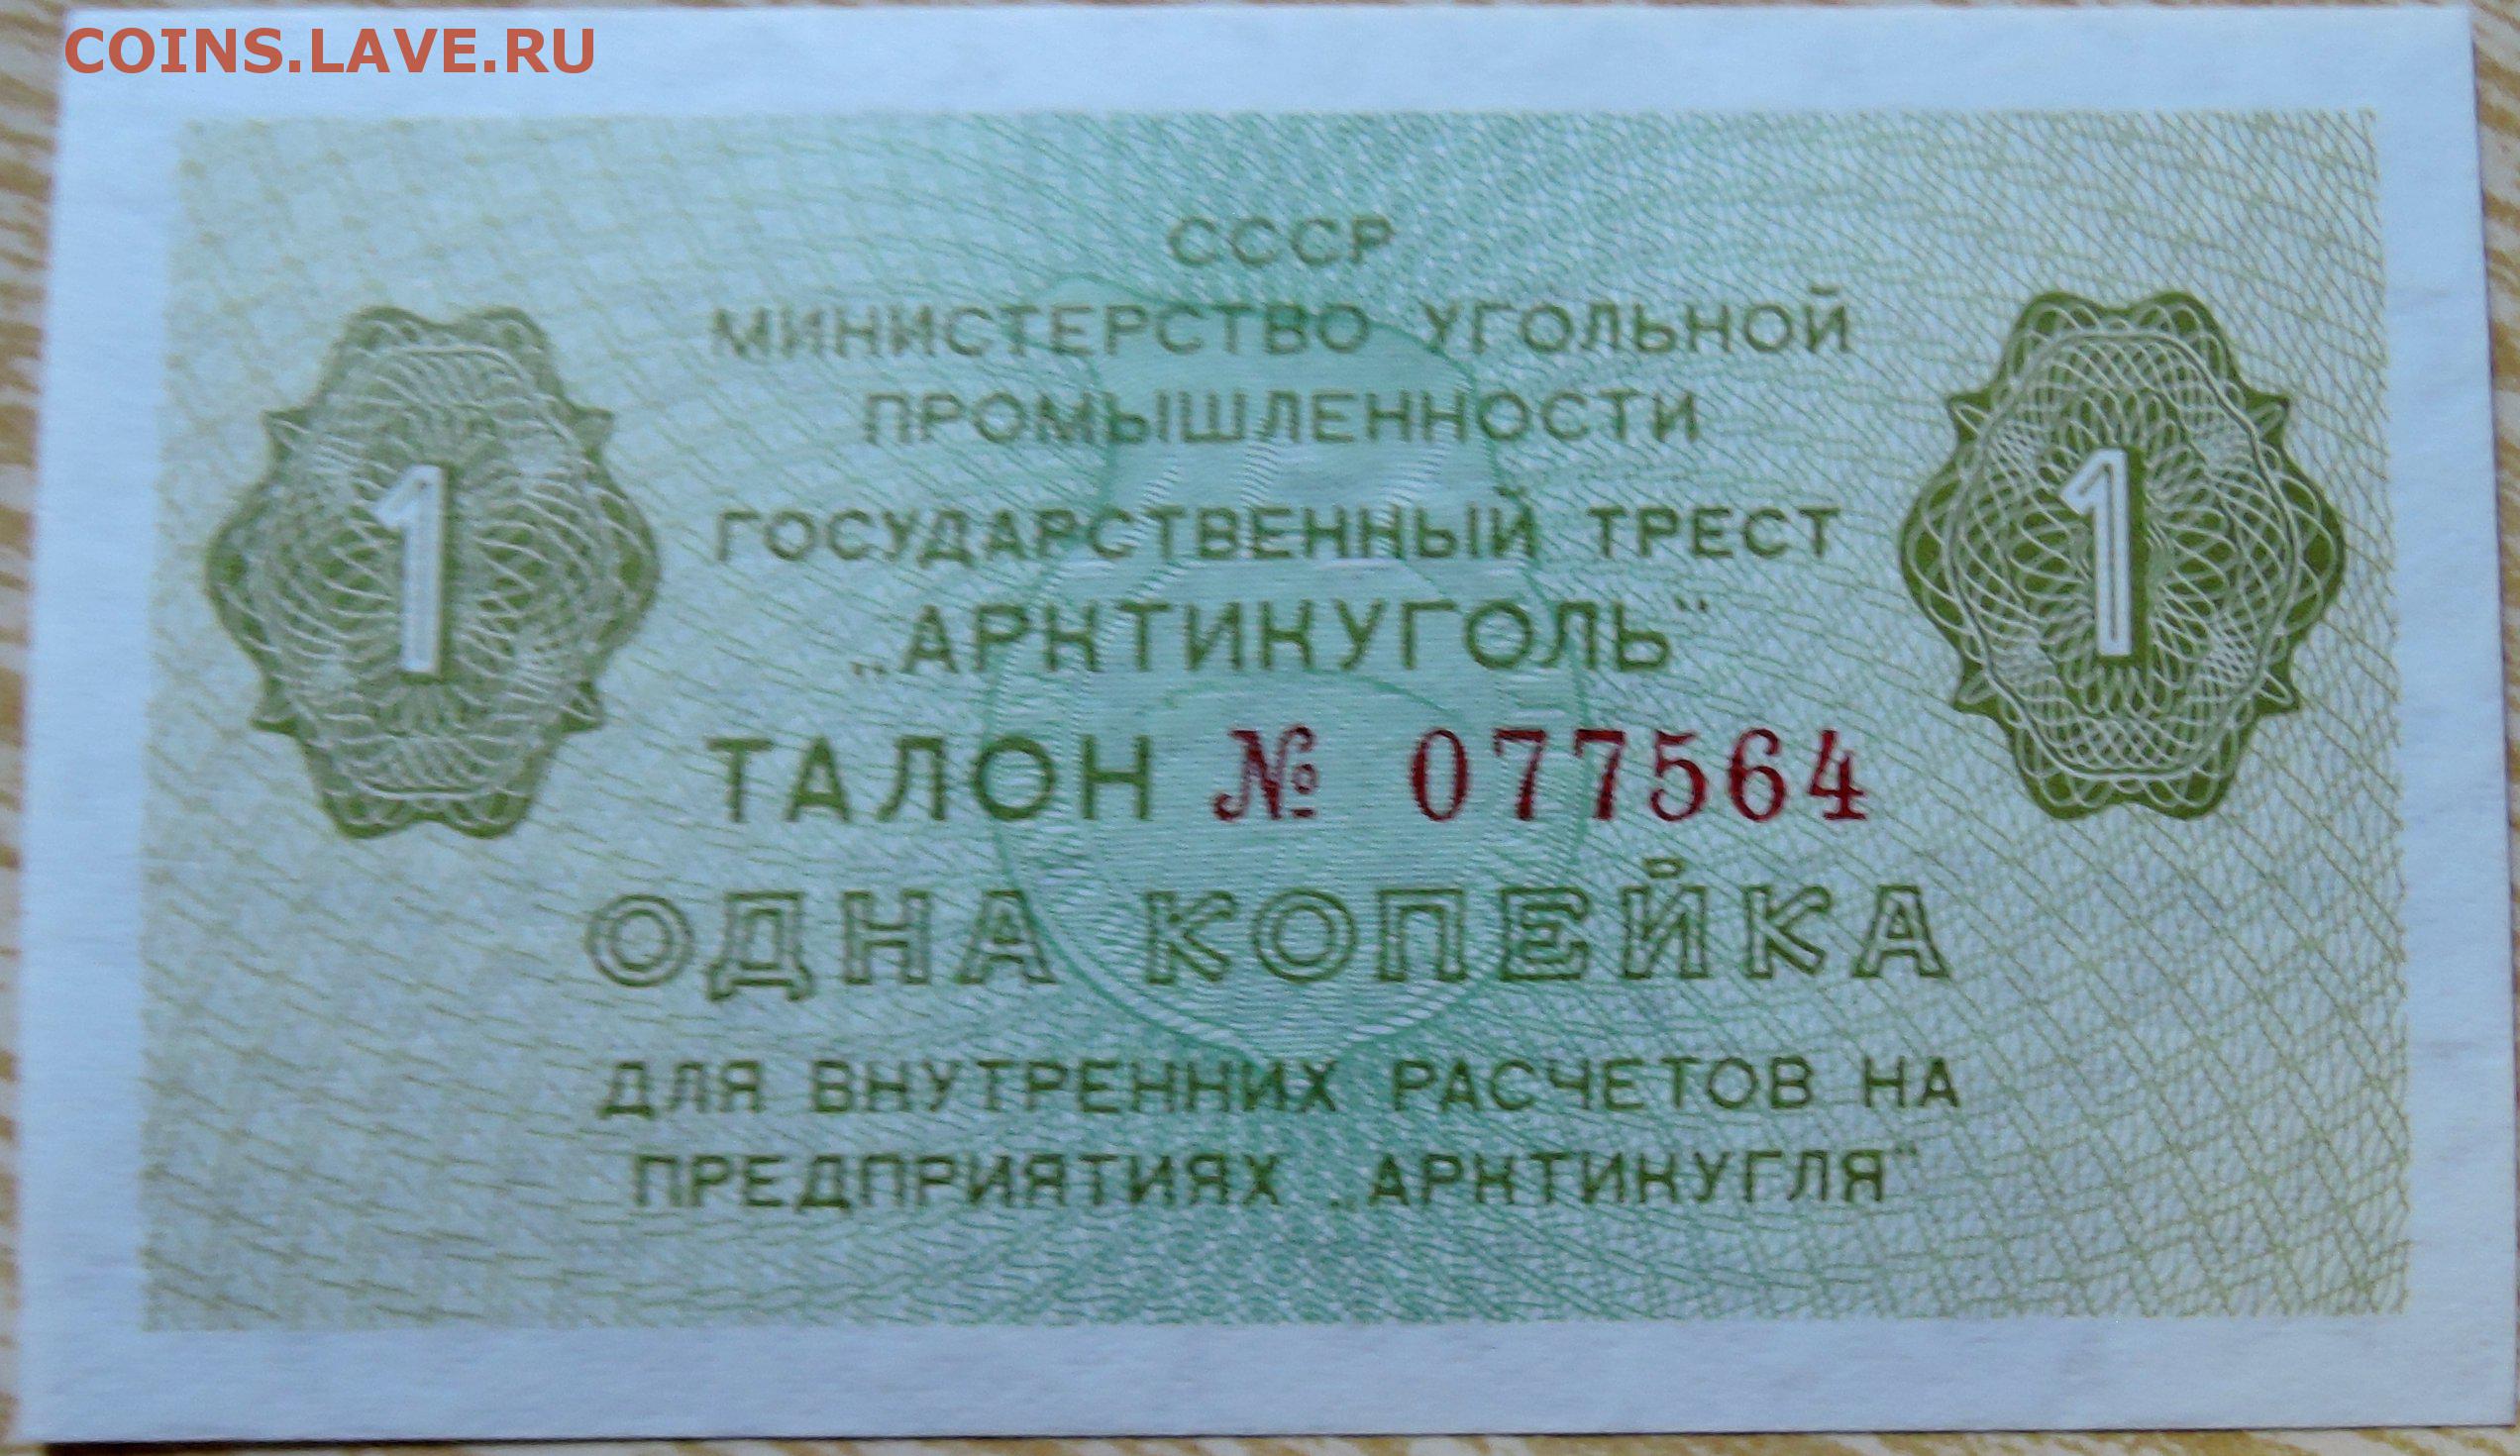 COINS.LAVE.RU
СССР
МИНИСТЕРСТВО УГОЛЬНОЙ
ПРОМЫШЛЕННОСТИ
ГОСУДАРСТВЕННЫЙ ТРЕСТ
„АРКТИКУГОЛЬ“
1
1
ТАЛОН № 077564
ОДНА КОПЕЙКА
ДЛЯ ВНУТРЕННИХ РАСЧЕТОВ НА
ПРЕДПРИЯТИЯХ „АРКТИКУГЛЯ“